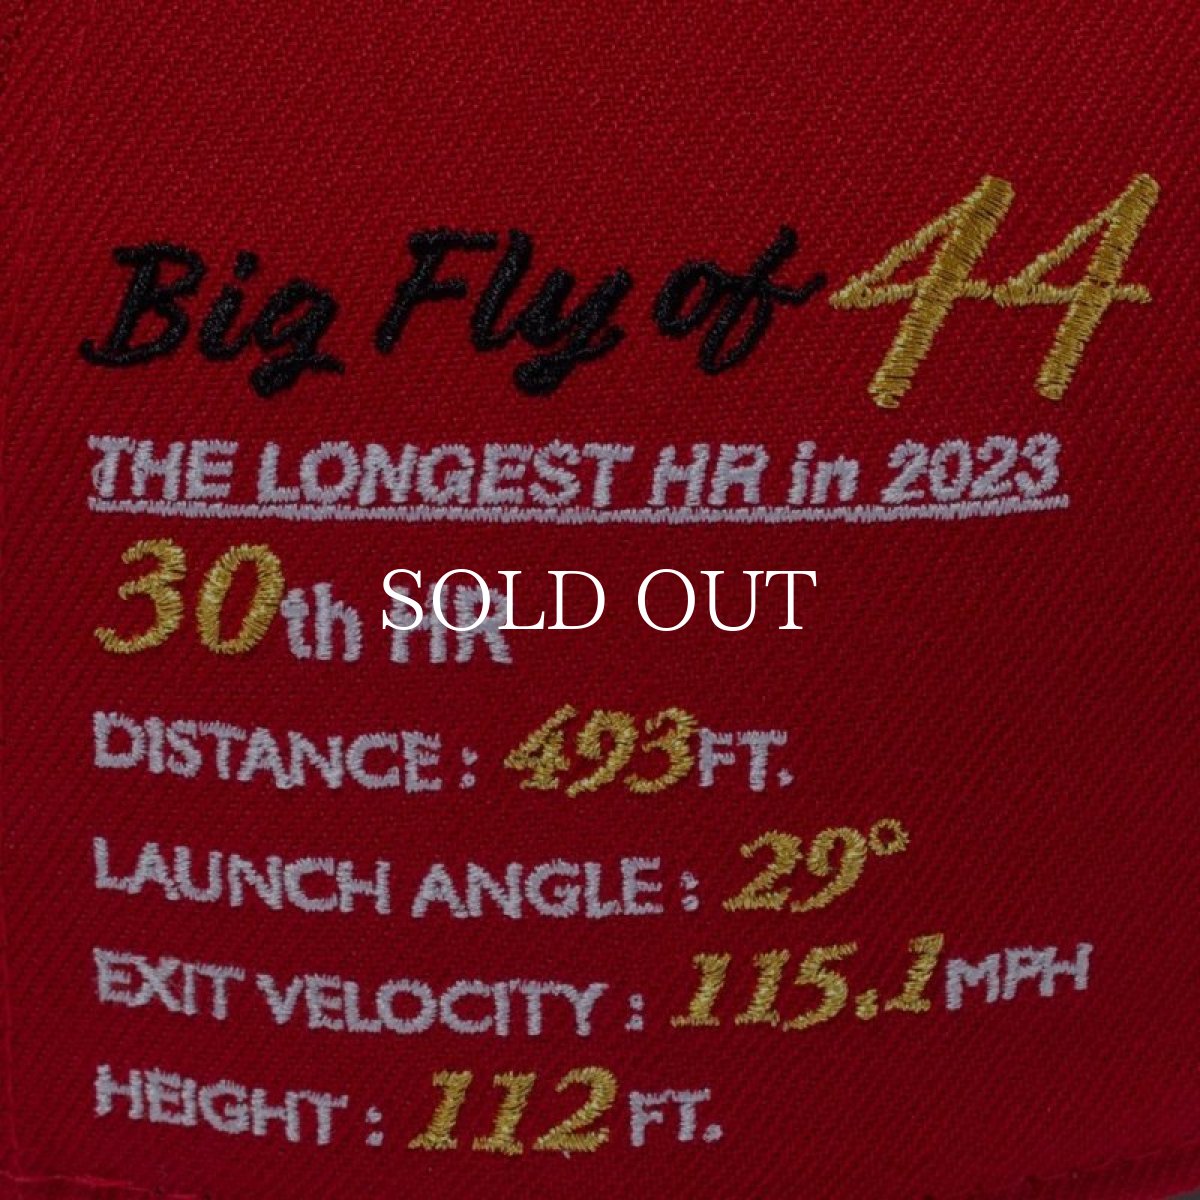 Big Fly of 44
THE LONGEST HR in 2023
30th HR
SOLD OUT
DISTANCE : 493FT.
LAUNCH ANGLE : 29°
EXIT VELOCITY : 115.1MPH
HEIGHT : 112FT.